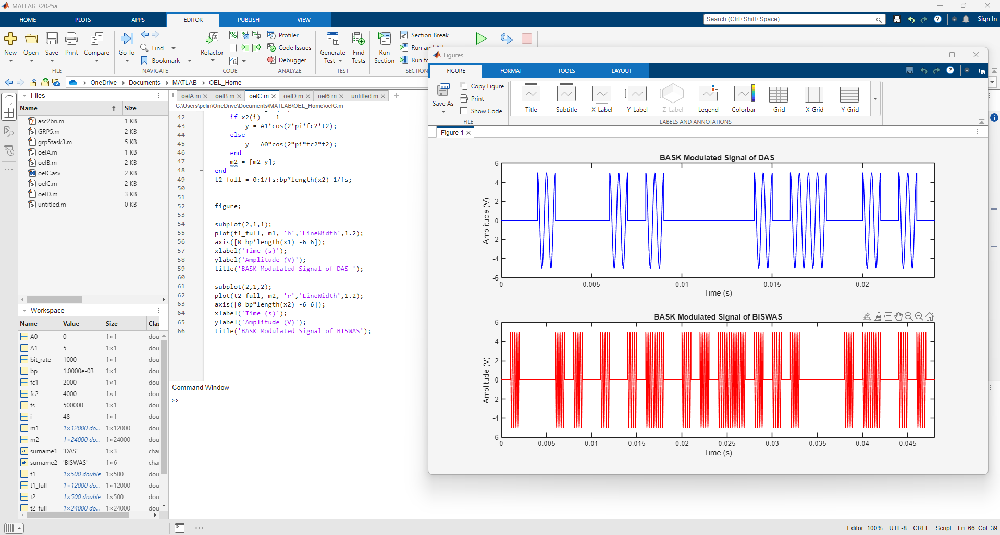 MATLAB R2025a
HOME PLOTS APPS EDITOR PUBLISH VIEW
Search (Ctrl+Shift+Space)
Sign In
New Open Save Print Compare
FILE
Go To
Find
Bookmark
NAVIGATE
Refactor
CODE
Profiler
Code Issues
Debugger
ANALYZE
Generate Test
Find Tests
TEST
Run Section
Section Break
Run and Advance
Run to
SECTION
OneDrive › Documents › MATLAB › OEL_Home
Files
Name Size
asc2bn.m 1 KB
GRP5.m 2 KB
grp5task3.m 5 KB
oelA.m 1 KB
oelB.m 2 KB
oelC.asv 2 KB
oelC.m 2 KB
oelD.m 3 KB
untitled.m 0 KB
Workspace
Name Value Size Clas
A0 0 1×1 dou
A1 5 1×1 dou
bit_rate 1000 1×1 dou
bp 1.0000e-03 1×1 dou
fc1 2000 1×1 dou
fc2 4000 1×1 dou
fs 500000 1×1 dou
i 48 1×1 dou
m1 1×12000 do... 1×12000 dou
m2 1×24000 do... 1×24000 dou
surname1 'DAS' 1×3 char
surname2 'BISWAS' 1×6 char
t1 1×500 double 1×500 dou
t1_full 1×12000 do... 1×12000 dou
t2 1×500 double 1×500 dou
t2_full 1×24000 do... 1×24000 dou
oelA.m × oelB.m × oelC.m × oelD.m × oel6.m × untitled.m × +
C:\Users\pclin\OneDrive\Documents\MATLAB\OEL_Home\oelC.m
42 if x2(i) == 1
43 y = A1*cos(2*pi*fc2*t2);
44 else
45 y = A0*cos(2*pi*fc2*t2);
46 end
47 m2 = [m2 y];
48 end
49 t2_full = 0:1/fs:bp*length(x2)-1/fs;
50
51
52 figure;
53
54 subplot(2,1,1);
55 plot(t1_full, m1, 'b','LineWidth',1.2);
56 axis([0 bp*length(x1) -6 6]);
57 xlabel('Time (s)');
58 ylabel('Amplitude (V)');
59 title('BASK Modulated Signal of DAS ');
60
61 subplot(2,1,2);
62 plot(t2_full, m2, 'r','LineWidth',1.2);
63 axis([0 bp*length(x2) -6 6]);
64 xlabel('Time (s)');
65 ylabel('Amplitude (V)');
66 title('BASK Modulated Signal of BISWAS');
Command Window
>>
Figures
FIGURE FORMAT TOOLS LAYOUT
Save As
Copy Figure
Print
Show Code
FILE
Title Subtitle X-Label Y-Label Z-Label Legend Colorbar Grid X-Grid Y-Grid
LABELS AND ANNOTATIONS
Figure 1 ×
BASK Modulated Signal of DAS
Amplitude (V)
6
4
2
0
-2
-4
-6
0 0.005 0.01 0.015 0.02
Time (s)
BASK Modulated Signal of BISWAS
Amplitude (V)
6
4
2
0
-2
-4
-6
0 0.005 0.01 0.015 0.02 0.025 0.03 0.035 0.04 0.045
Time (s)
Editor: 100% UTF-8 CRLF Script Ln 66 Col 39